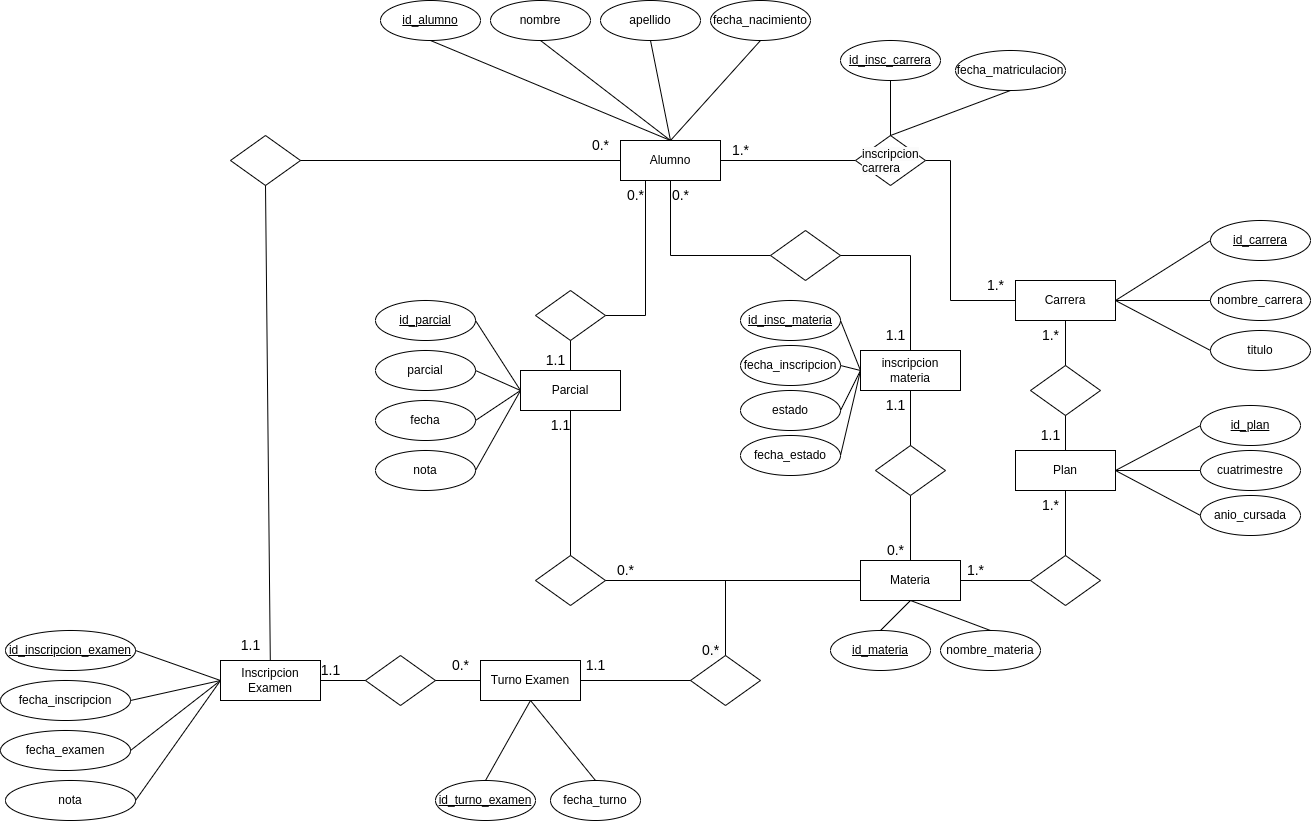 id_alumno
nombre
apellido
fecha_nacimiento
id_insc_carrera
fecha_matriculacion
0.*
Alumno
1.*
inscripcion
carrera
0.*
0.*
id_carrera
1.*
Carrera
nombre_carrera
titulo
id_parcial
parcial
fecha
nota
1.1
Parcial
1.1
id_insc_materia
fecha_inscripcion
estado
fecha_estado
1.1
inscripcion
materia
1.1
1.*
1.1
Plan
1.*
id_plan
cuatrimestre
anio_cursada
0.*
0.*
Materia
1.*
id_materia
nombre_materia
1.1
id_inscripcion_examen
fecha_inscripcion
fecha_examen
nota
Inscripcion
Examen
1.1
0.*
Turno Examen
1.1
0.*
id_turno_examen
fecha_turno